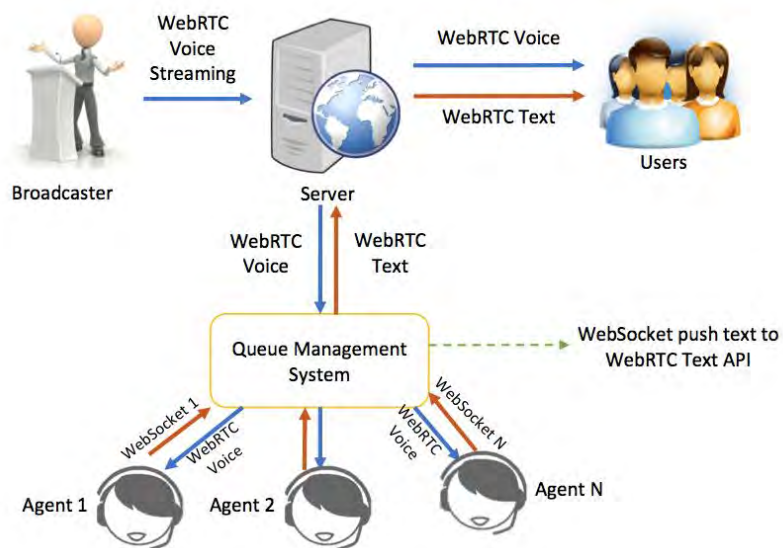 WebRTC
Voice
Streaming
WebRTC Voice
WebRTC Text
Broadcaster
Server
Users
WebRTC
Voice
WebRTC
Text
Queue Management
System
WebSocket push text to
WebRTC Text API
WebSocket 1
WebRTC
Voice
WebRTC
Voice
WebSocket N
Agent 1
Agent 2
Agent N